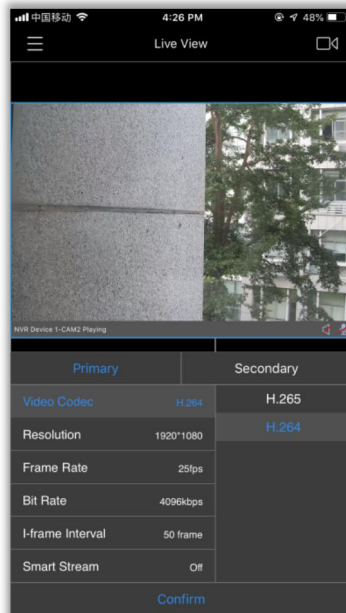 中国移动 4:26 PM 48%
Live View
NVR Device 1-CAM2 Playing
Primary Secondary
Video Codec H.264 H.265
H.264
Resolution 1920*1080
Frame Rate 25fps
Bit Rate 4096kbps
I-frame Interval 50 frame
Smart Stream Off
Confirm